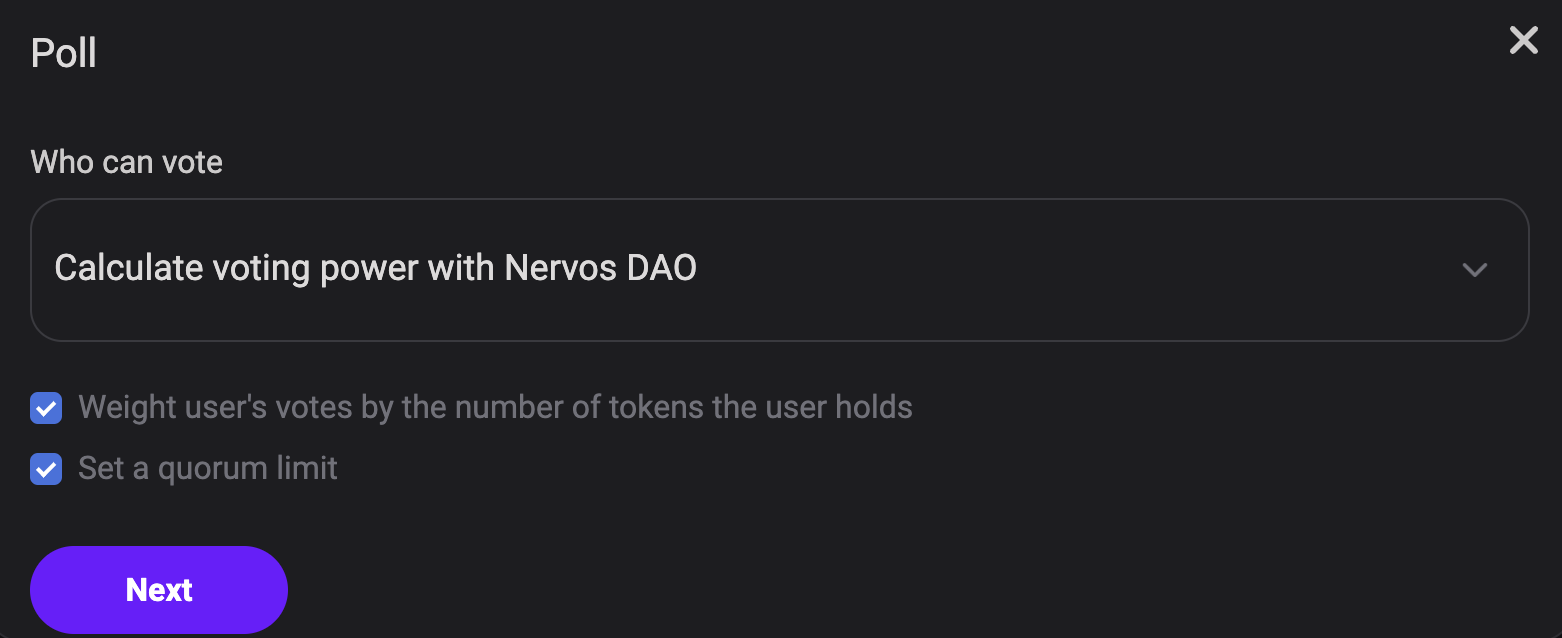 Poll
Who can vote
Calculate voting power with Nervos DAO
Weight user's votes by the number of tokens the user holds
Set a quorum limit
Next